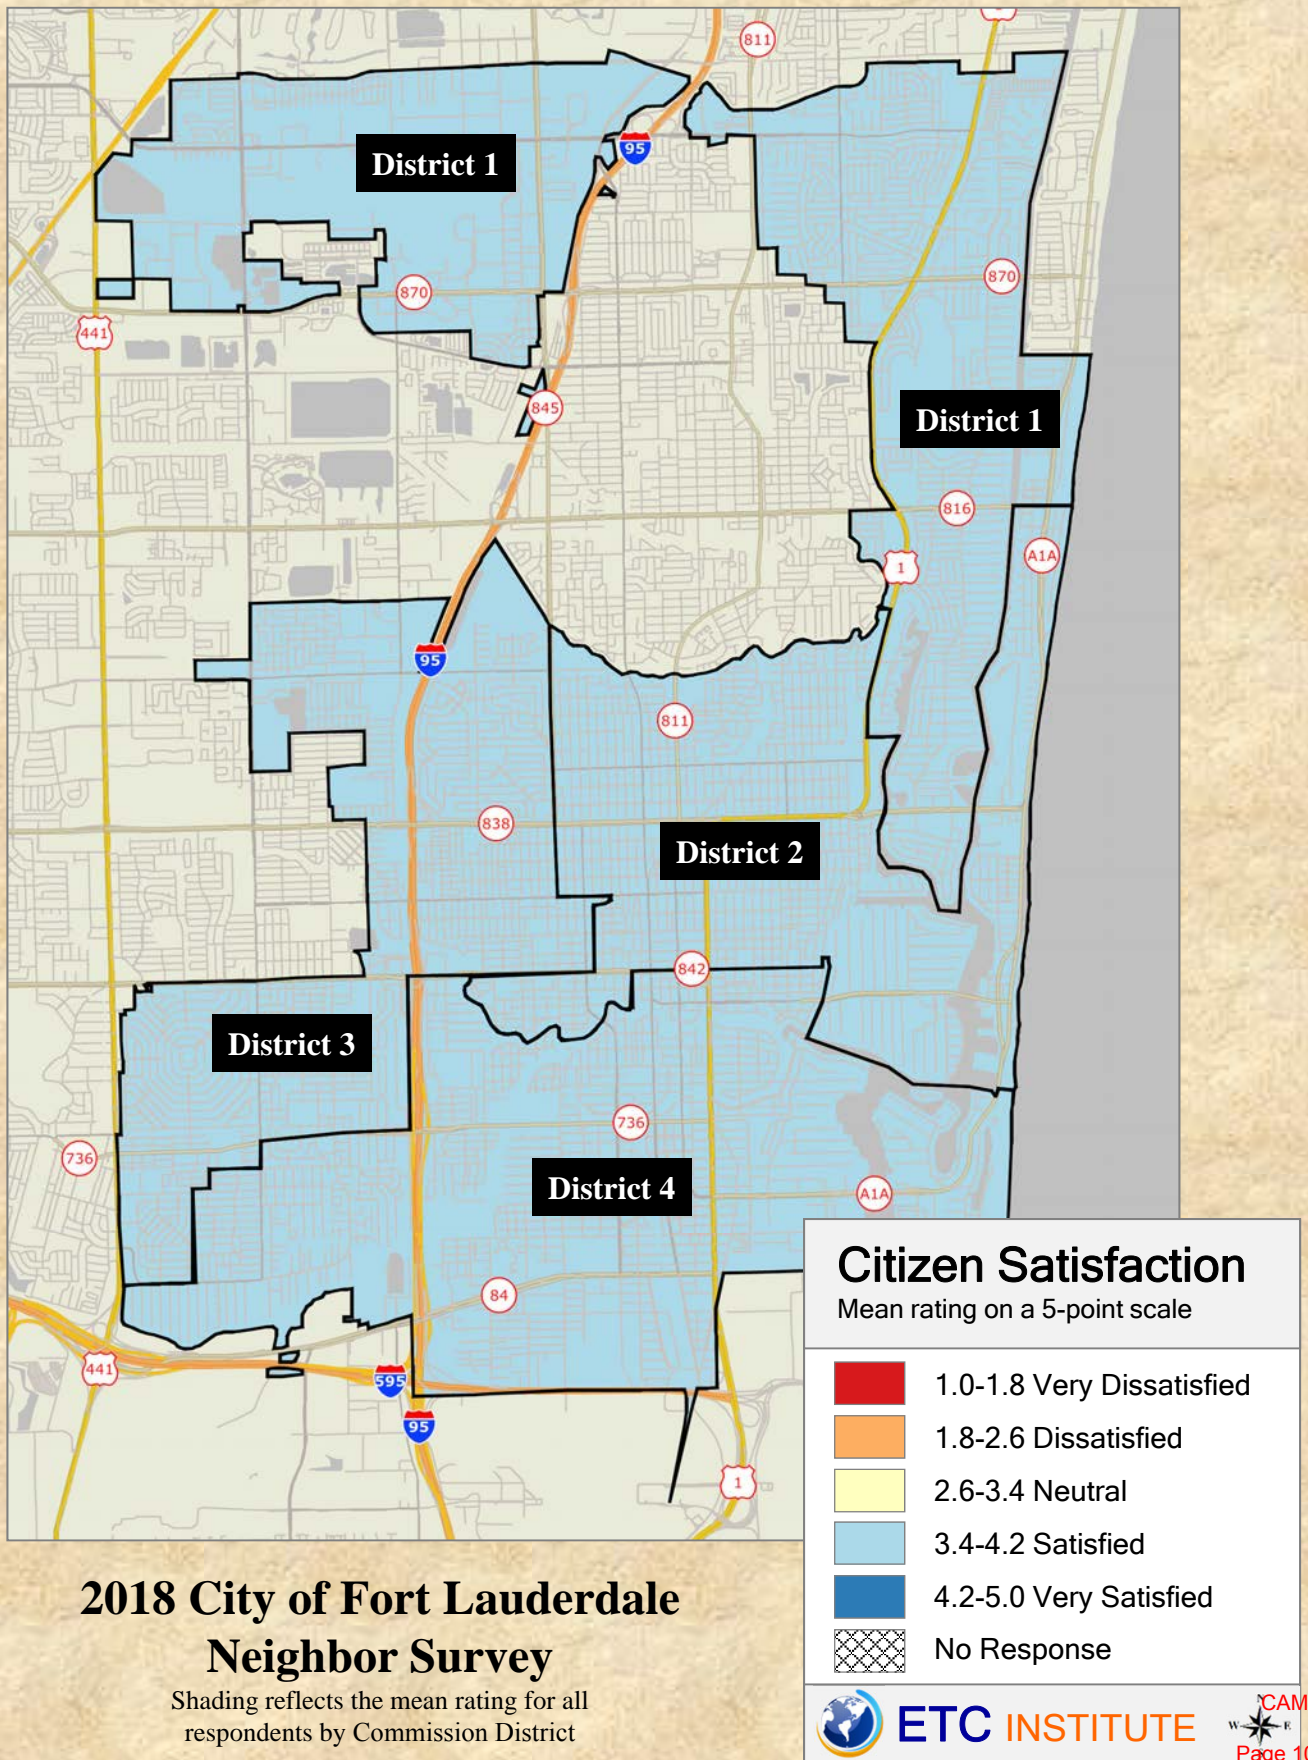 811
95
District 1
870
870
441
845
District 1
816
A1A
1
95
811
838
District 2
842
District 3
736
736
District 4
A1A
84
441
595
95
1
Citizen Satisfaction
Mean rating on a 5-point scale
1.0-1.8 Very Dissatisfied
1.8-2.6 Dissatisfied
2.6-3.4 Neutral
3.4-4.2 Satisfied
4.2-5.0 Very Satisfied
No Response
2018 City of Fort Lauderdale
Neighbor Survey
Shading reflects the mean rating for all
respondents by Commission District
ETC INSTITUTE
W E
CAM
Page 10